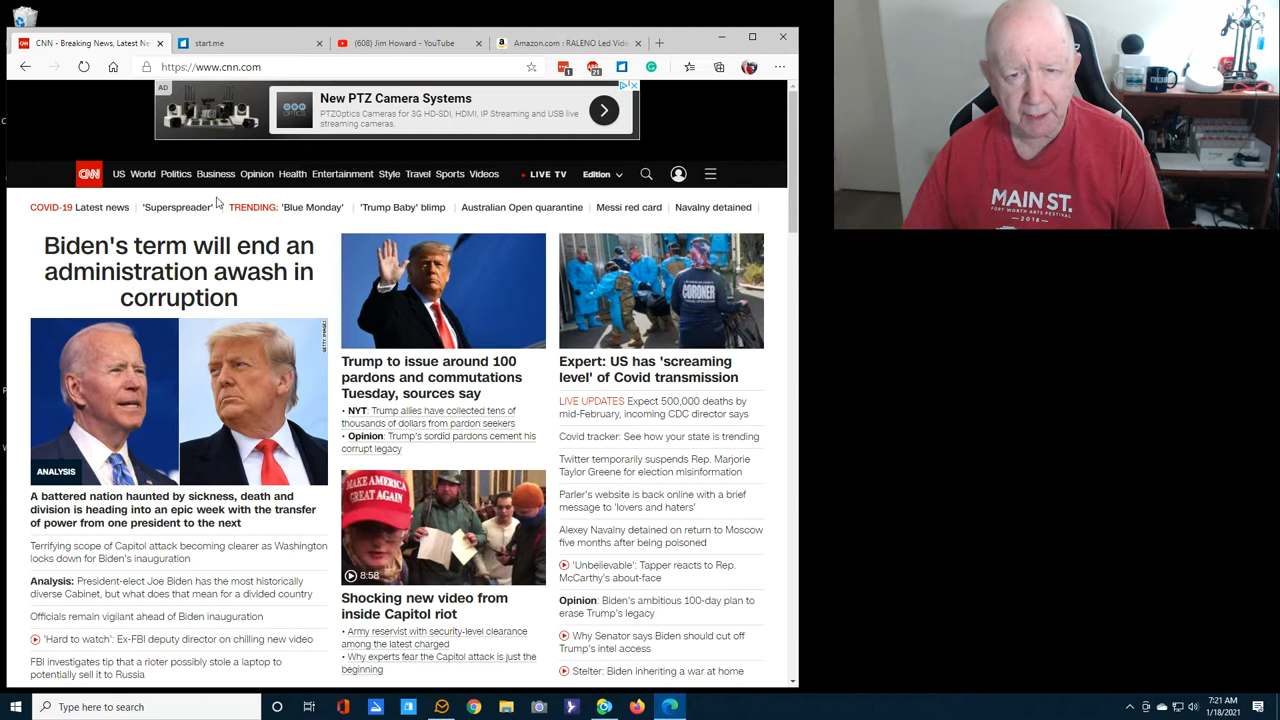 CNN - Breaking News, Latest Ne
start.me
(608) Jim Howard - YouTube
Amazon.com : RALENO Led Vid
https://www.cnn.com
1
21
AD
New PTZ Camera Systems
PTZOptics Cameras for 3G HD-SDI, HDMI, IP Streaming and USB live
streaming cameras.
CNN
US World Politics Business Opinion Health Entertainment Style Travel Sports Videos
LIVE TV
Edition
COVID-19 Latest news
'Superspreader'
TRENDING: 'Blue Monday'
'Trump Baby' blimp
Australian Open quarantine
Messi red card
Navalny detained
Biden's term will end an
administration awash in
corruption
ANALYSIS
A battered nation haunted by sickness, death and
division is heading into an epic week with the transfer
of power from one president to the next
Terrifying scope of Capitol attack becoming clearer as Washington
locks down for Biden's inauguration
Analysis: President-elect Joe Biden has the most historically
diverse Cabinet, but what does that mean for a divided country
Officials remain vigilant ahead of Biden inauguration
'Hard to watch': Ex-FBI deputy director on chilling new video
FBI investigates tip that a rioter possibly stole a laptop to
potentially sell it to Russia
Trump to issue around 100
pardons and commutations
Tuesday, sources say
• NYT: Trump allies have collected tens of
thousands of dollars from pardon seekers
• Opinion: Trump's sordid pardons cement his
corrupt legacy
MAKE AMERICA
GREAT AGAIN
8:58
Shocking new video from
inside Capitol riot
• Army reservist with security-level clearance
among the latest charged
• Why experts fear the Capitol attack is just the
beginning
CORONER
Expert: US has 'screaming
level' of Covid transmission
LIVE UPDATES Expect 500,000 deaths by
mid-February, incoming CDC director says
Covid tracker: See how your state is trending
Twitter temporarily suspends Rep. Marjorie
Taylor Greene for election misinformation
Parler's website is back online with a brief
message to 'lovers and haters'
Alexey Navalny detained on return to Moscow
five months after being poisoned
'Unbelievable': Tapper reacts to Rep.
McCarthy's about-face
Opinion: Biden's ambitious 100-day plan to
erase Trump's legacy
Why Senator says Biden should cut off
Trump's intel access
Stelter: Biden inheriting a war at home
MAIN ST.
FORT WORTH ARTS FESTIVAL
2018
Type here to search
7:21 AM
1/18/2021